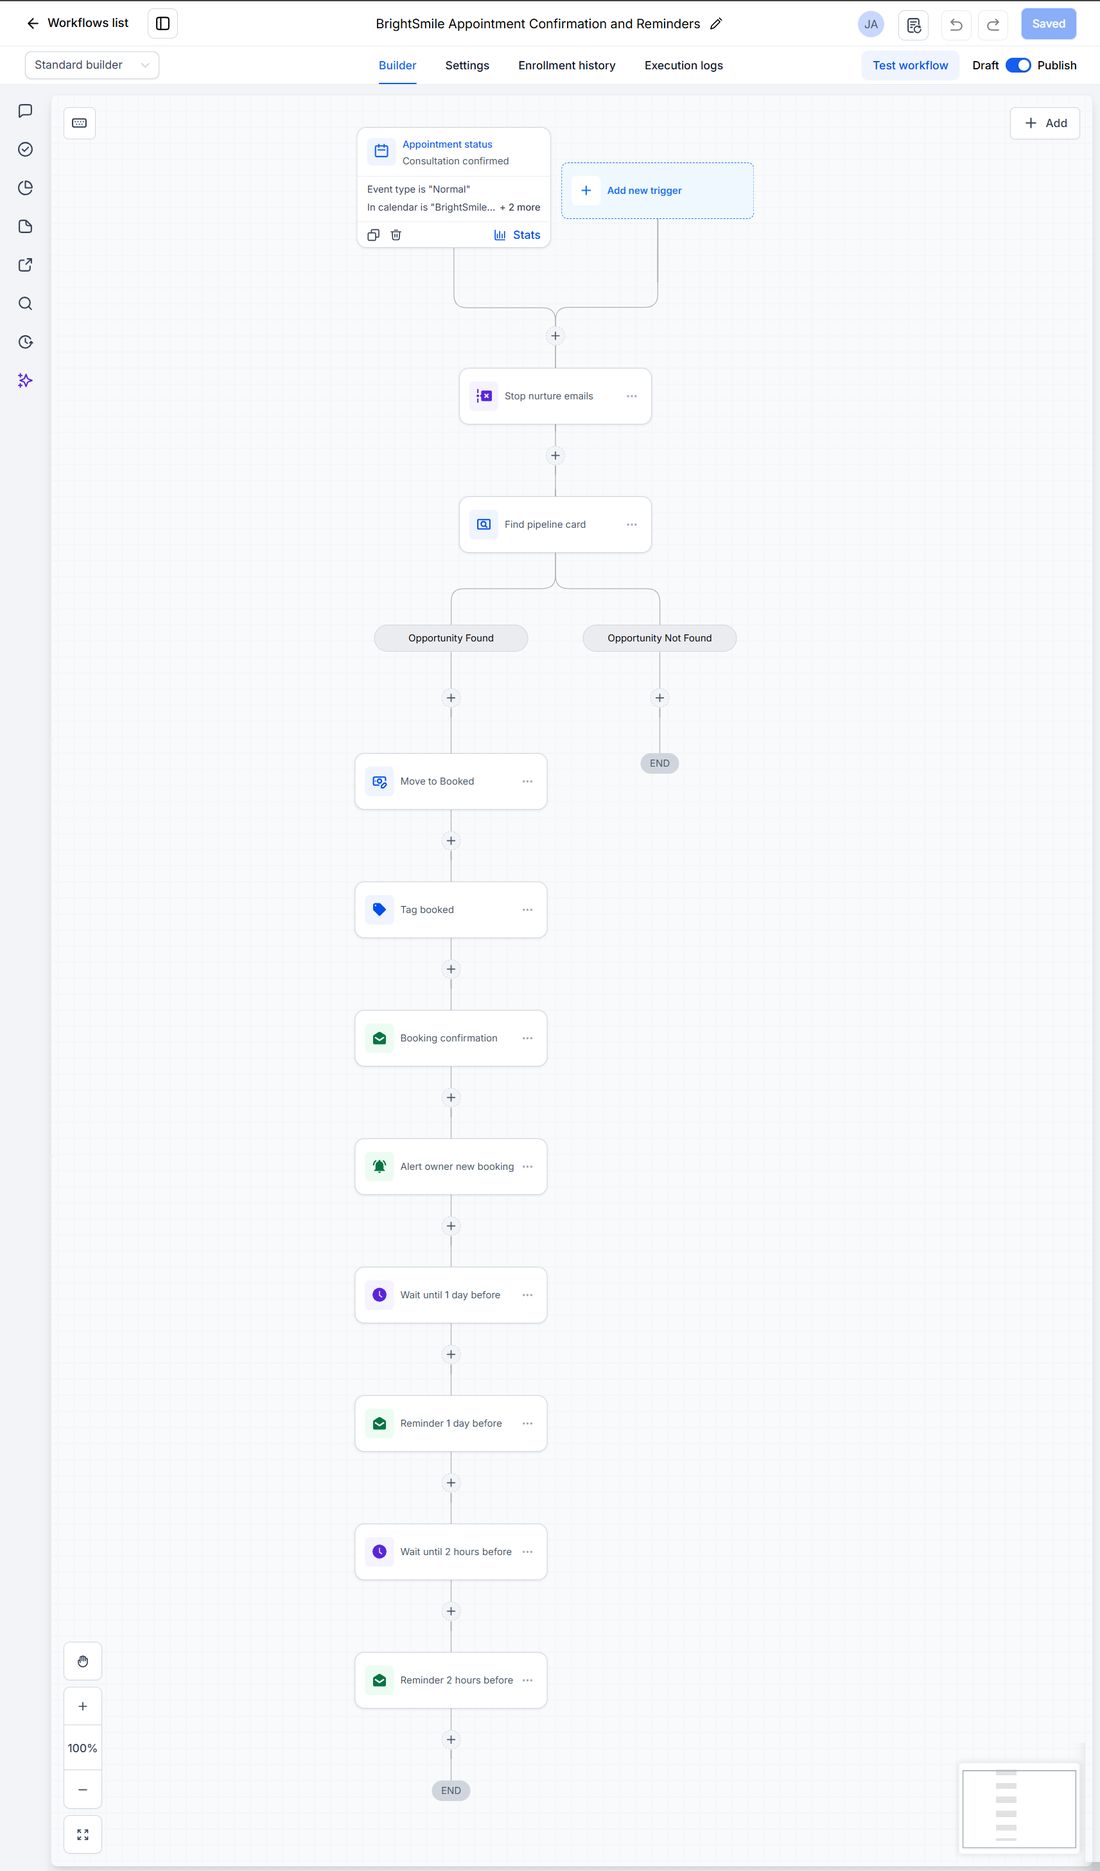 Workflows list
BrightSmile Appointment Confirmation and Reminders
JA
Saved
Standard builder
Builder
Settings
Enrollment history
Execution logs
Test workflow
Draft
Publish
Add
Appointment status
Consultation confirmed
Event type is "Normal"
In calendar is "BrightSmile... + 2 more
Stats
Add new trigger
Stop nurture emails
Find pipeline card
Opportunity Found
Opportunity Not Found
END
Move to Booked
Tag booked
Booking confirmation
Alert owner new booking
Wait until 1 day before
Reminder 1 day before
Wait until 2 hours before
Reminder 2 hours before
100%
END